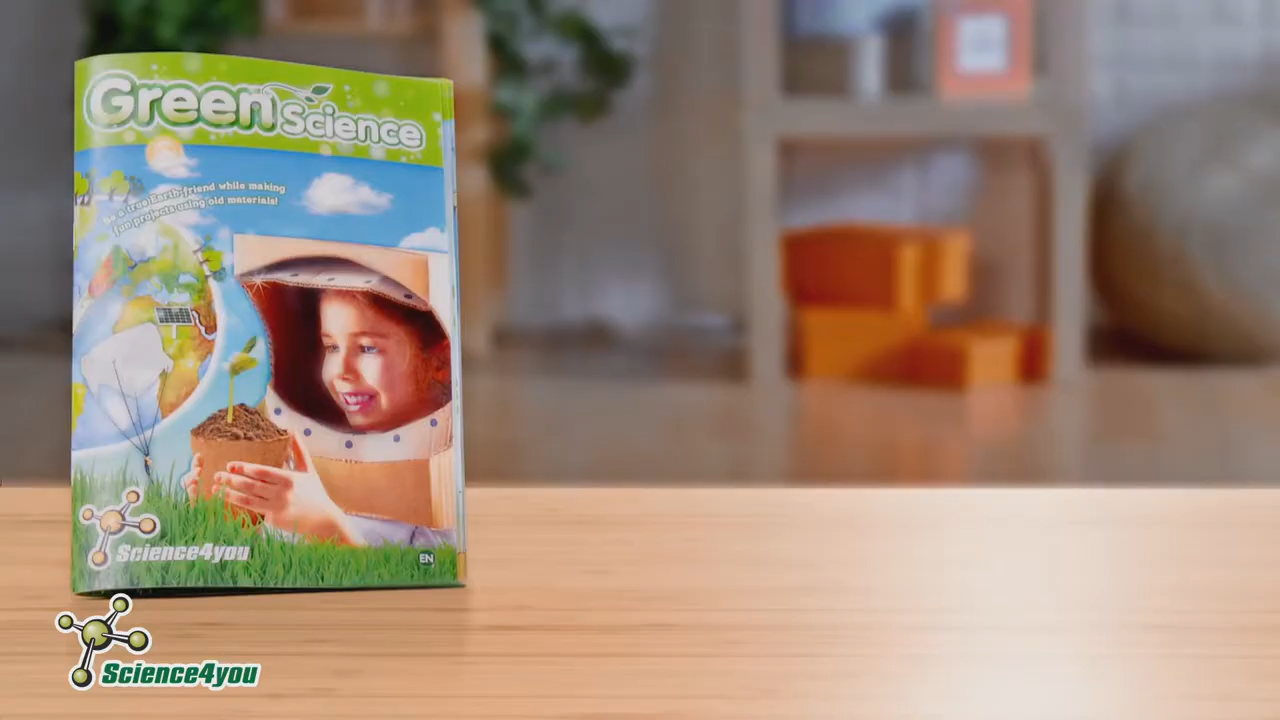 Green Science
Be a true Earth-friend while making
fun projects using old materials!
Science4you
EN
Science4you